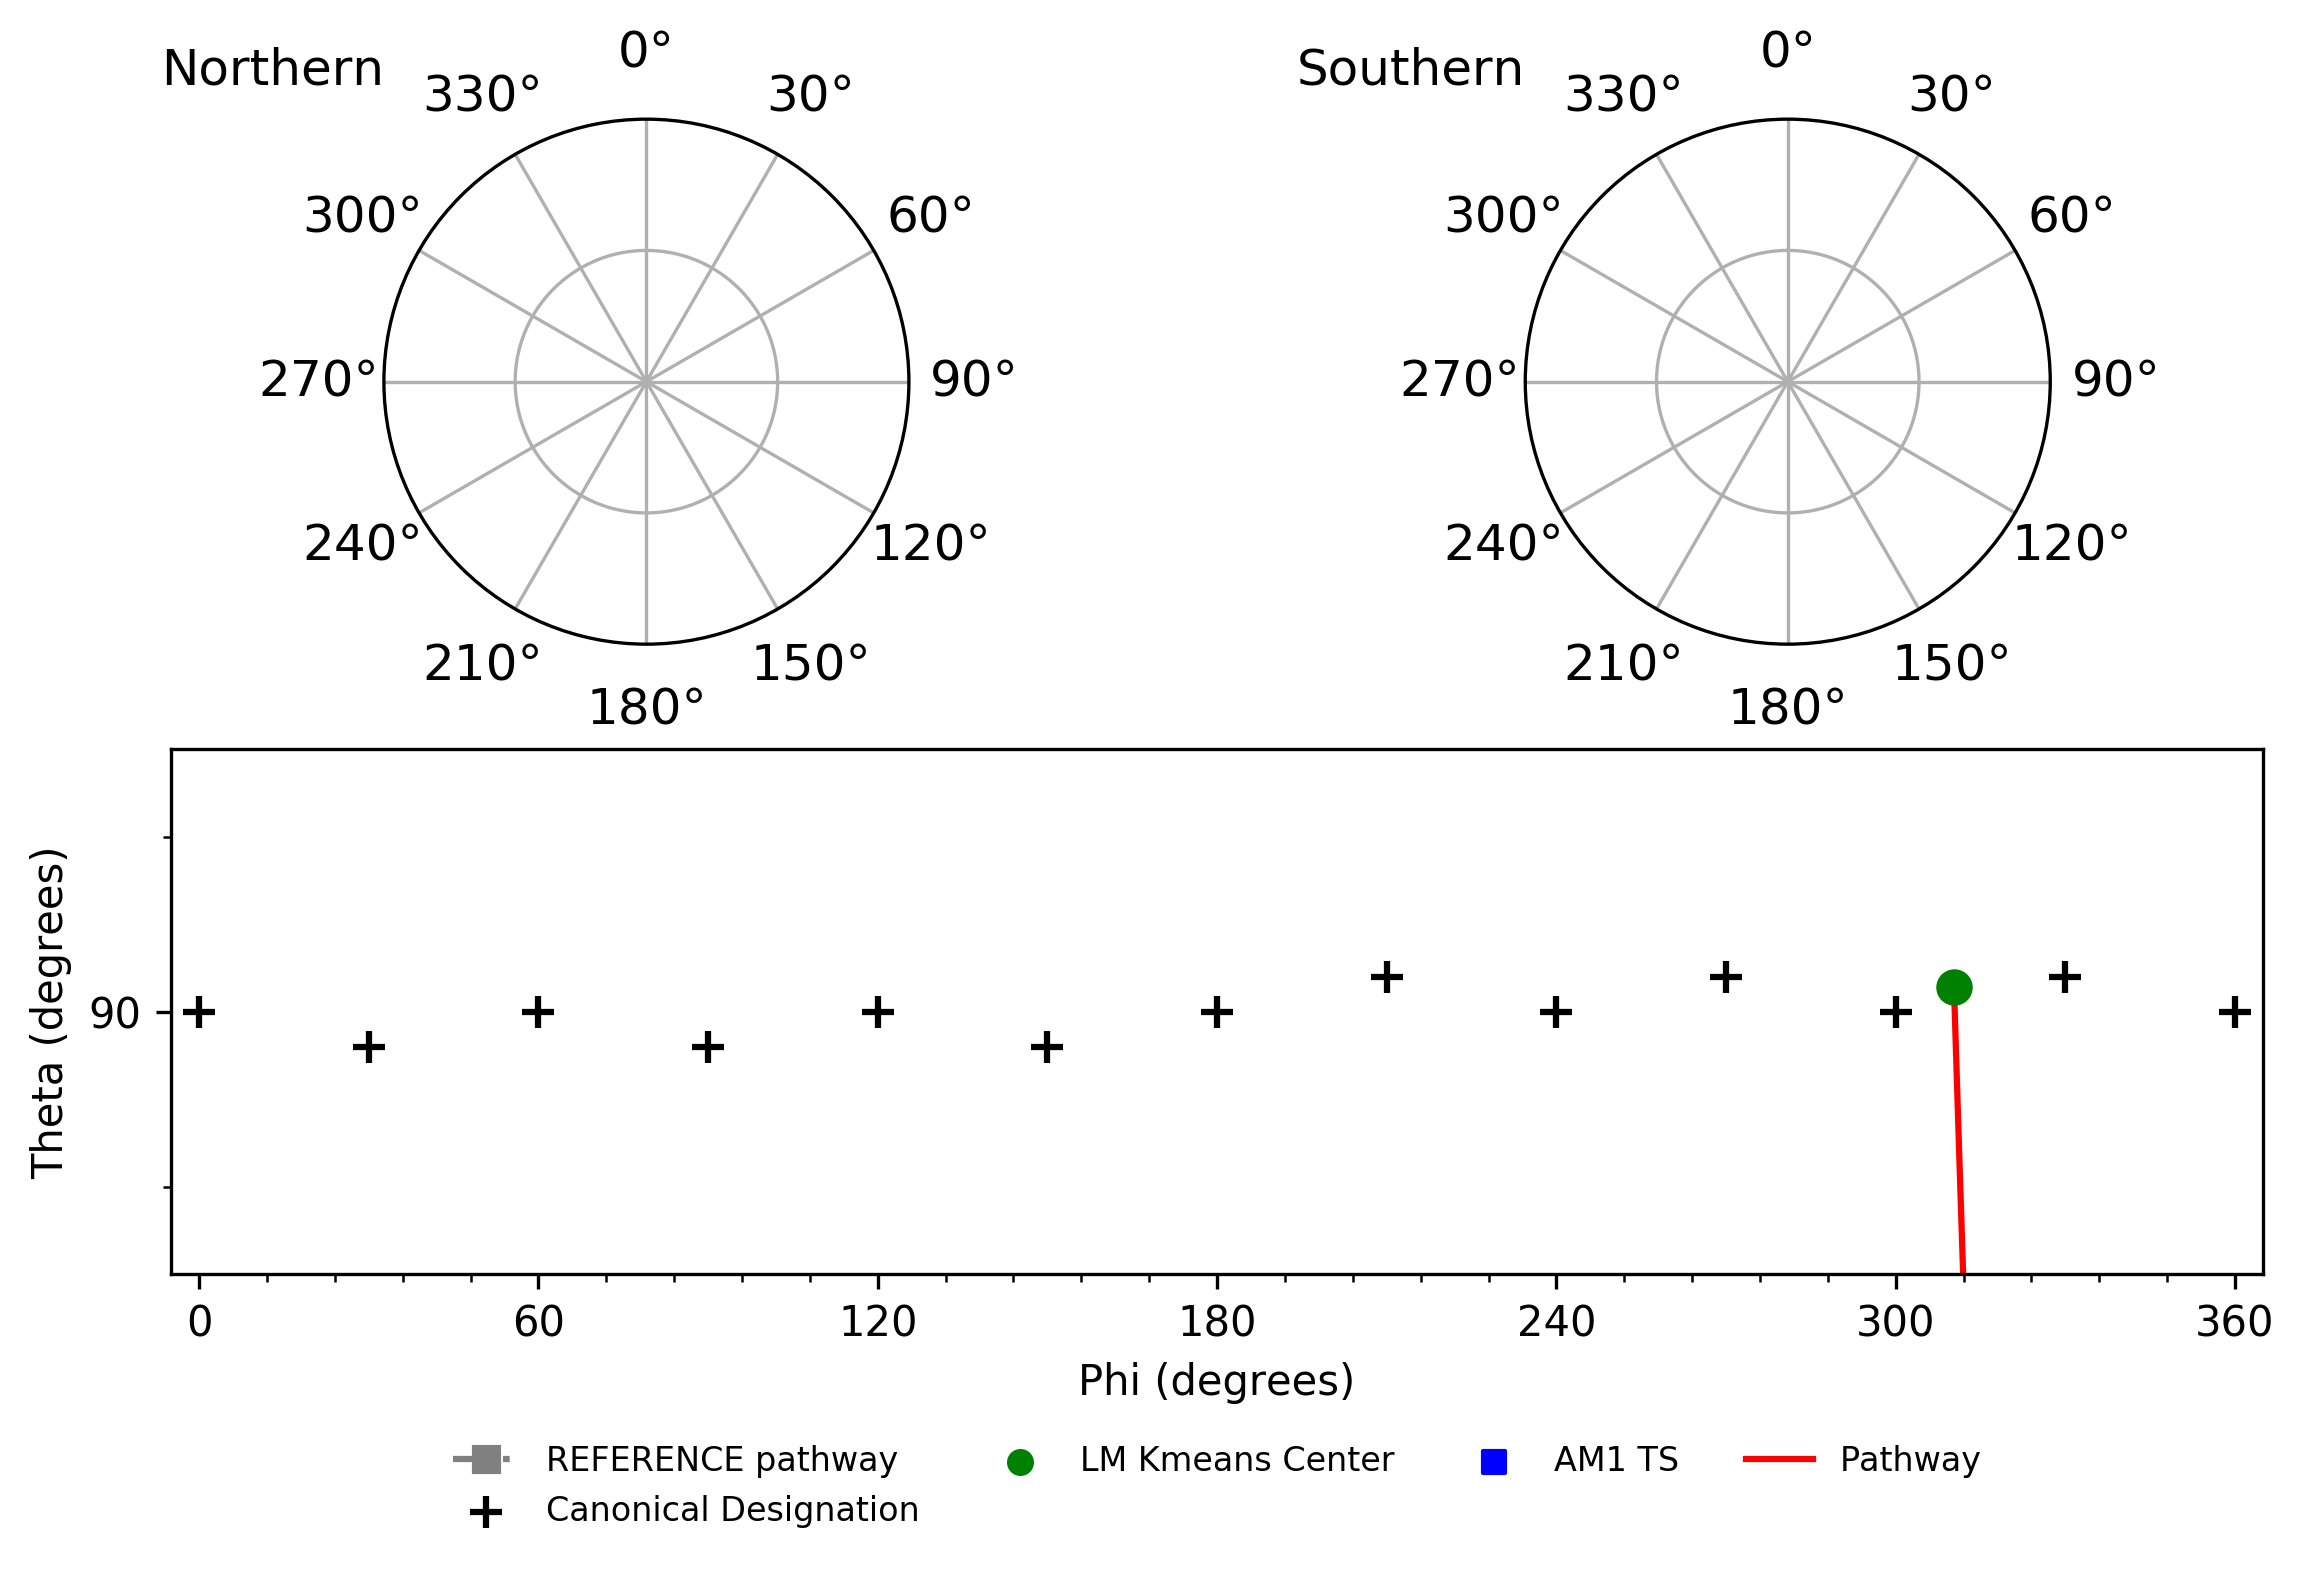 Northern
0°
30°
60°
90°
120°
150°
180°
210°
240°
270°
300°
330°
Southern
0°
30°
60°
90°
120°
150°
180°
210°
240°
270°
300°
330°
Theta (degrees)
90
0 60 120 180 240 300 360
Phi (degrees)
REFERENCE pathway
Canonical Designation
LM Kmeans Center
AM1 TS
Pathway